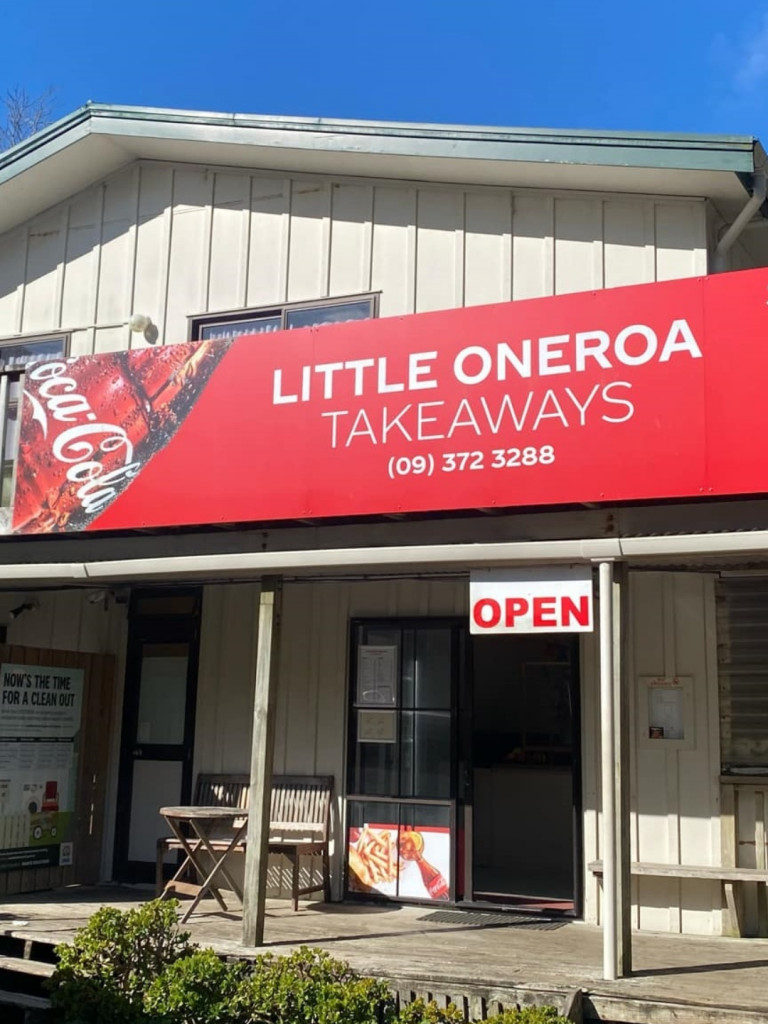 Coca-Cola
LITTLE ONEROA
TAKEAWAYS
(09) 372 3288
OPEN
NOW'S THE TIME
FOR A CLEAN OUT